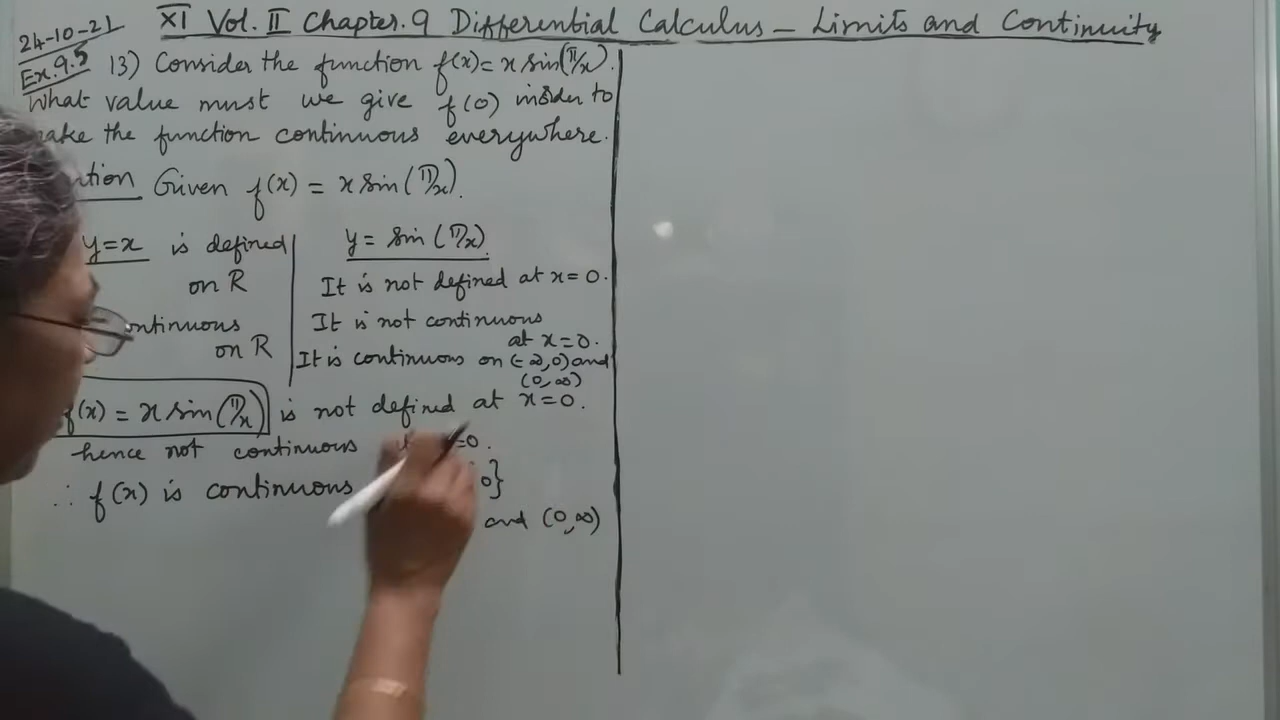 24-10-21
XI Vol. II Chapter. 9 Differential Calculus - Limits and Continuity
Ex. 9.5 13) Consider the function f(x) = x sin(π/x).
What value must we give f(0) inorder to
make the function continuous everywhere.
Given f(x) = x sin(π/x).
y=x is defined
on R
continuous
on R
y = sin(π/x)
It is not defined at x=0.
It is not continuous
at x=0.
It is continuous on (-∞,0) and
(0,∞)
f(x) = x sin(π/x) is not defined at x=0.
hence not continuous =0.
∴ f(x) is continuous 0}
and (0,∞)